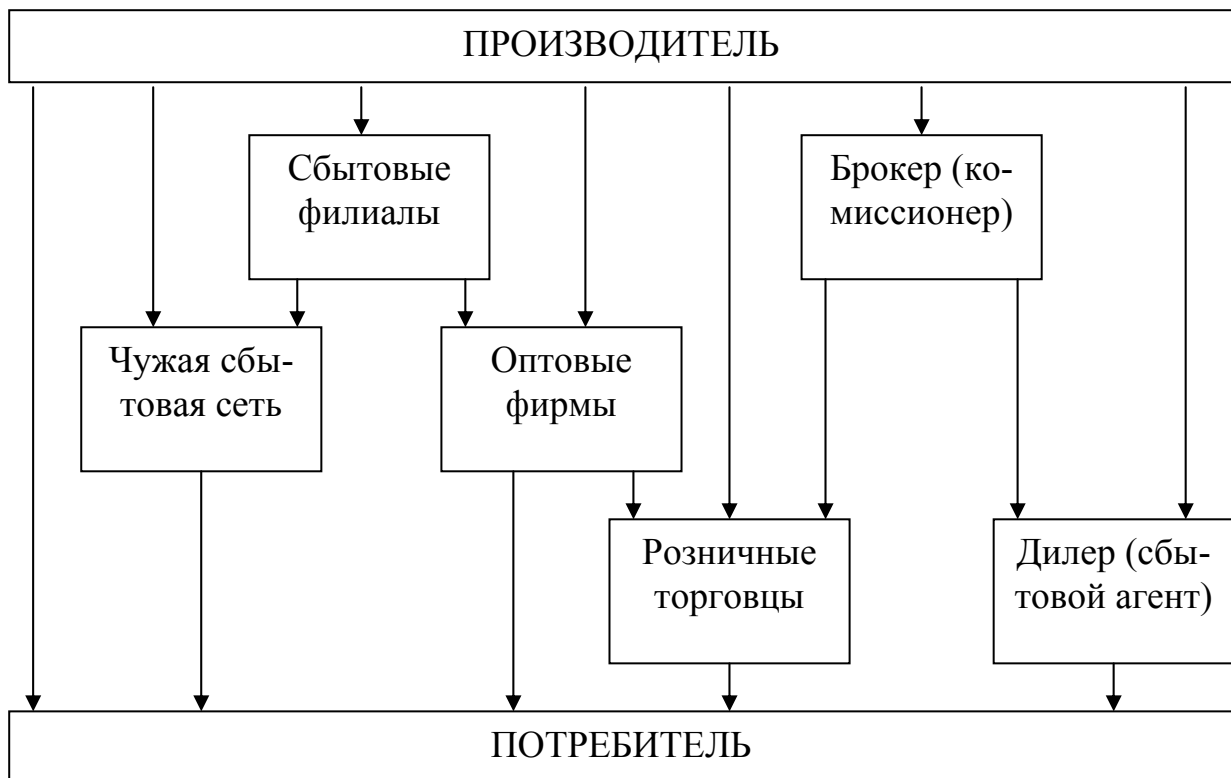 ПРОИЗВОДИТЕЛЬ
Сбытовые
филиалы
Брокер (ко-
миссионер)
Чужая сбы-
товая сеть
Оптовые
фирмы
Розничные
торговцы
Дилер (сбы-
товой агент)
ПОТРЕБИТЕЛЬ